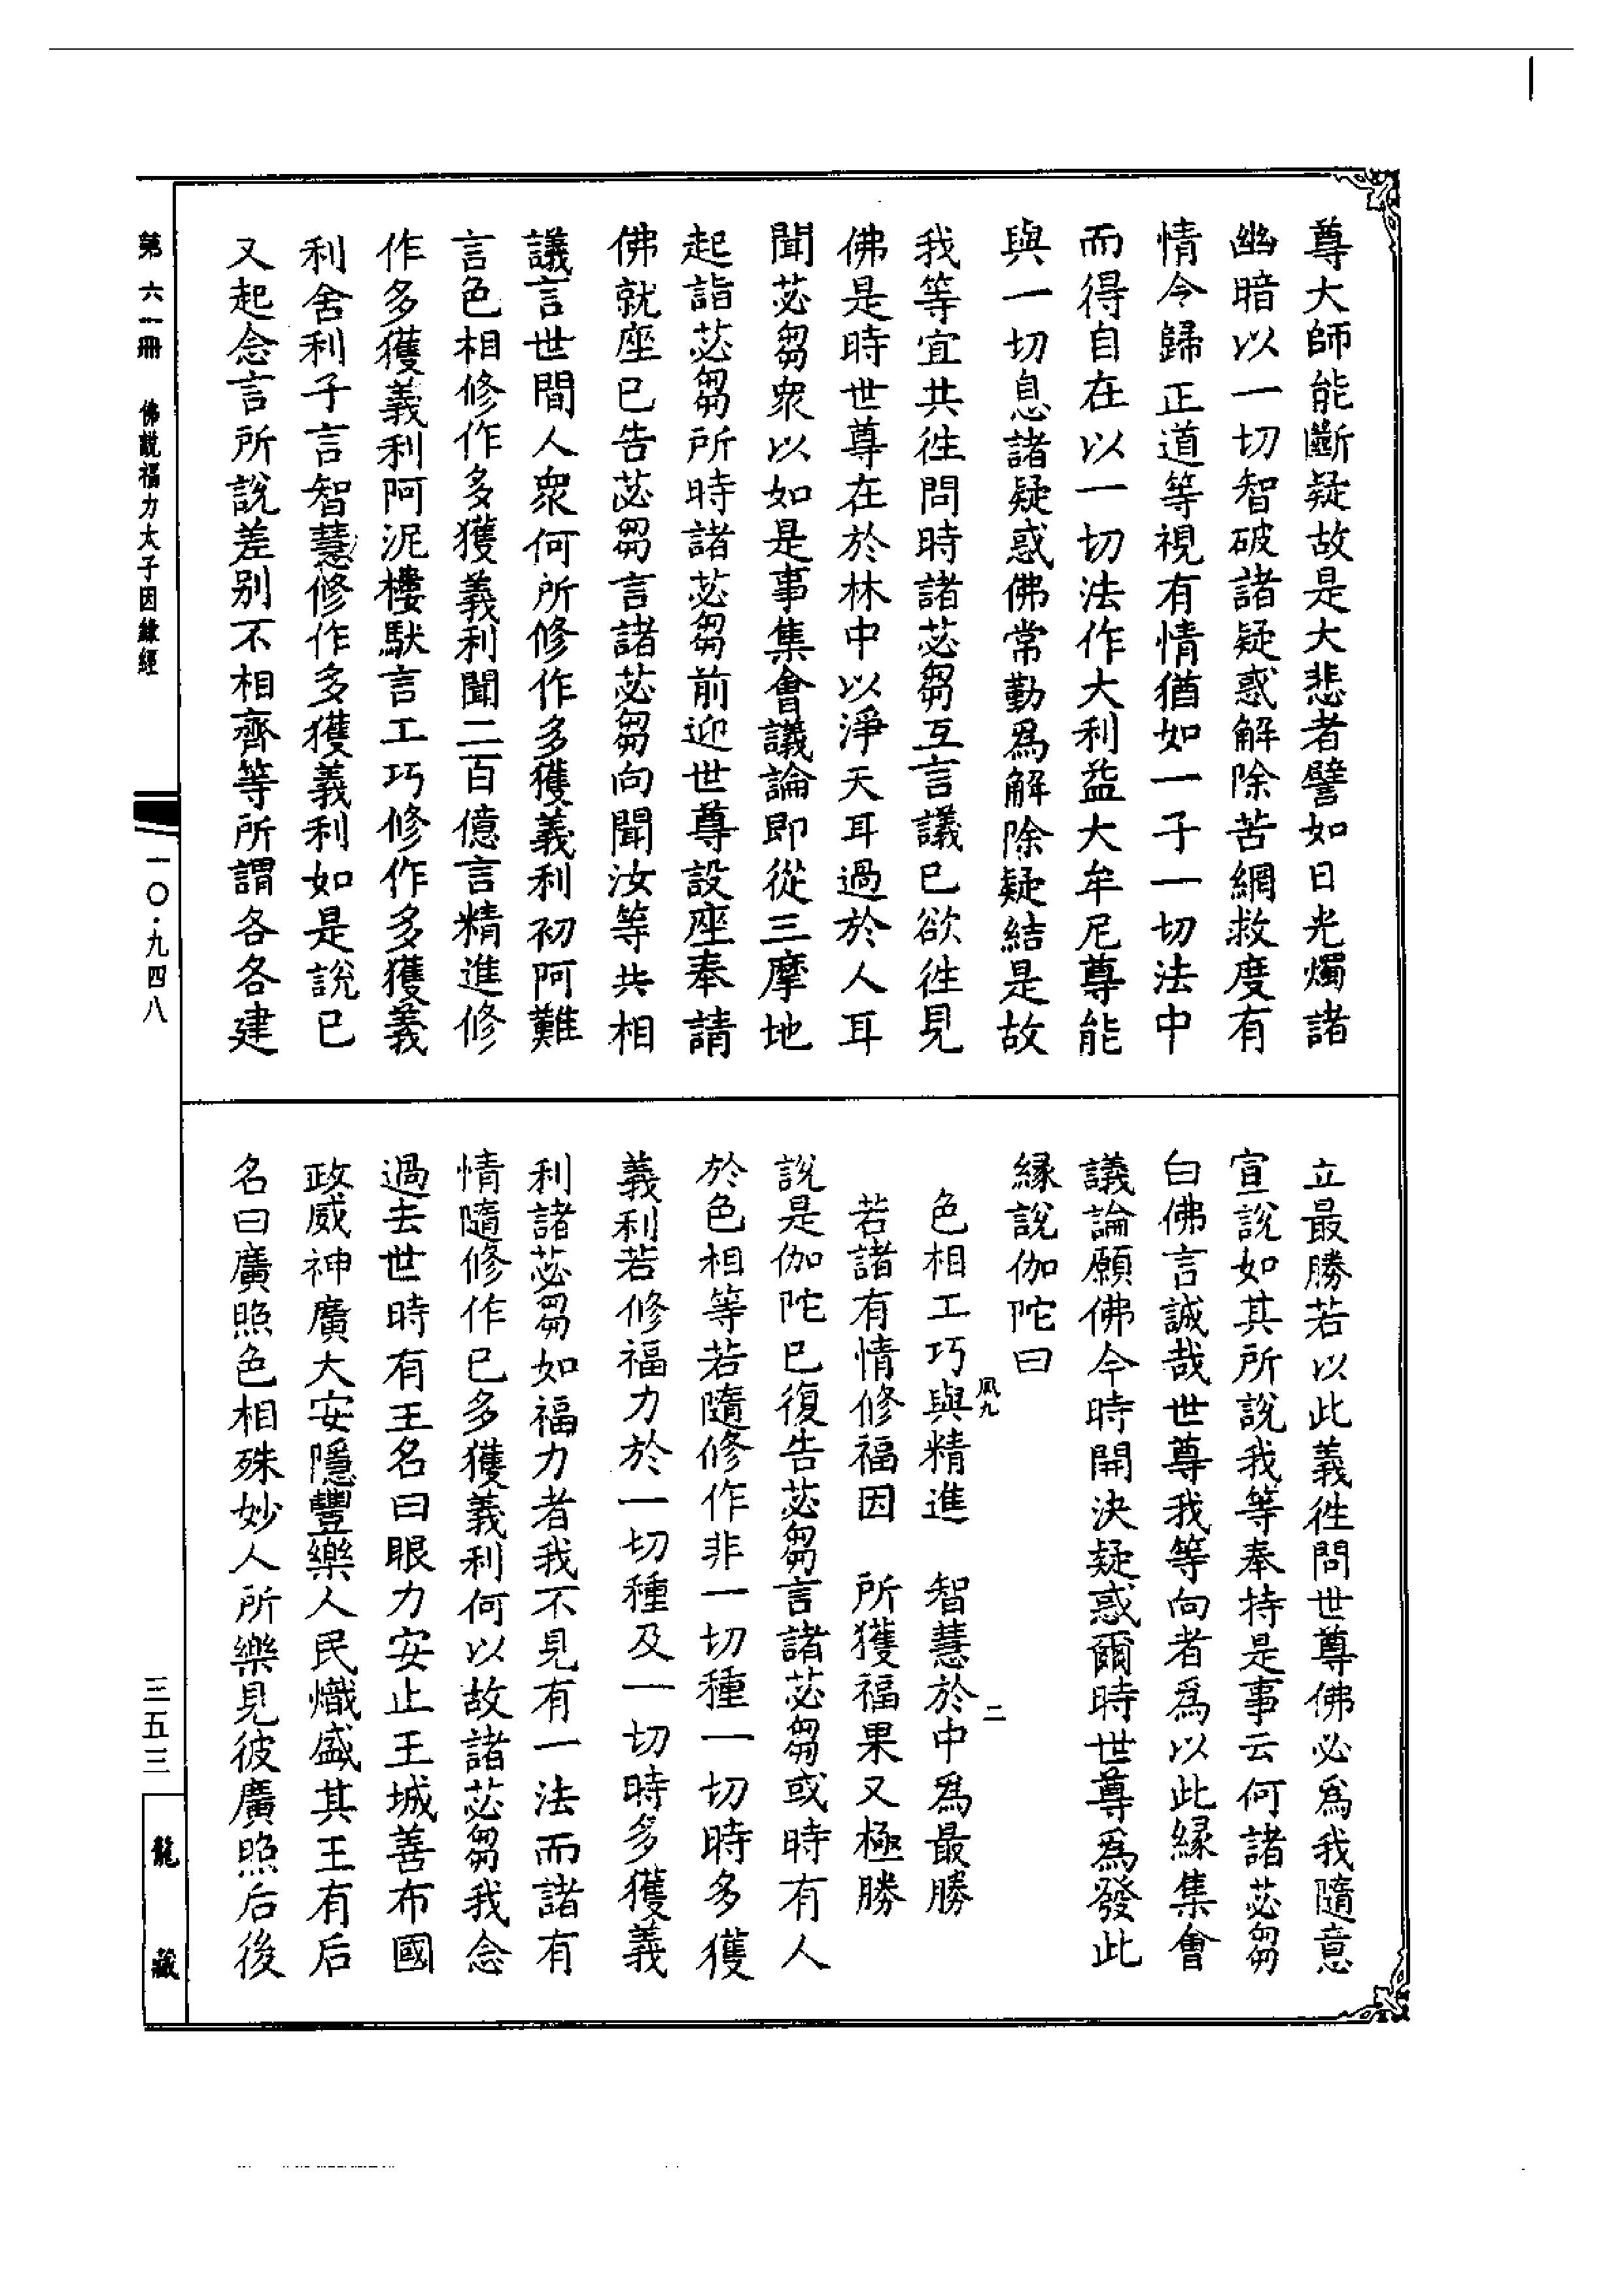 尊大師能斷疑故是大悲者譬如日光燭諸
幽暗以一切智破諸疑惑解除苦網救度有
情令歸正道等視有情猶如一子一切法中
而得自在以一切法作大利益大牟尼尊能
與一切息諸疑惑佛常勤爲解除疑結是故
我等宜共徃問時諸苾芻互言議已欲徃見
佛是時世尊在於林中以淨天耳過於人耳
聞苾芻衆以如是事集會議論即從三摩地
起詣苾芻所時諸苾芻前迎世尊設座奉請
佛就座已告苾芻言諸苾芻向聞汝等共相
議言世間人衆何所修作多獲義利初阿難
言色相修作多獲義利聞二百億言精進修
作多獲義利阿泥樓馱言工巧修作多獲義
利舍利子言智慧修作多獲義利如是說已
又起念言所說差别不相齊等所謂各各建
立最勝若以此義徃問世尊佛必爲我隨意
宣說如其所說我等奉持是事云何諸苾芻
白佛言誠哉世尊我等向者爲以此緣集會
議論願佛今時開決疑惑爾時世尊爲發此
緣說伽陀曰
色相工巧與精進　智慧於中爲最勝
若諸有情修福因　所獲福果又極勝
說是伽陀已復告苾芻言諸苾芻或時有人
於色相等若隨修作非一切種一切時多獲
義利若修福力於一切種及一切時多獲義
利諸苾芻如福力者我不見有一法而諸有
情隨修作已多獲義利何以故諸苾芻我念
過去世時有王名曰眼力安止王城善布國
政威神廣大安隱豐樂人民熾盛其王有后
名曰廣照色相殊妙人所樂見彼廣照后後
鳳九
二
第六一冊　佛説福力太子因緣經
一〇·九四八
三五三
龍藏